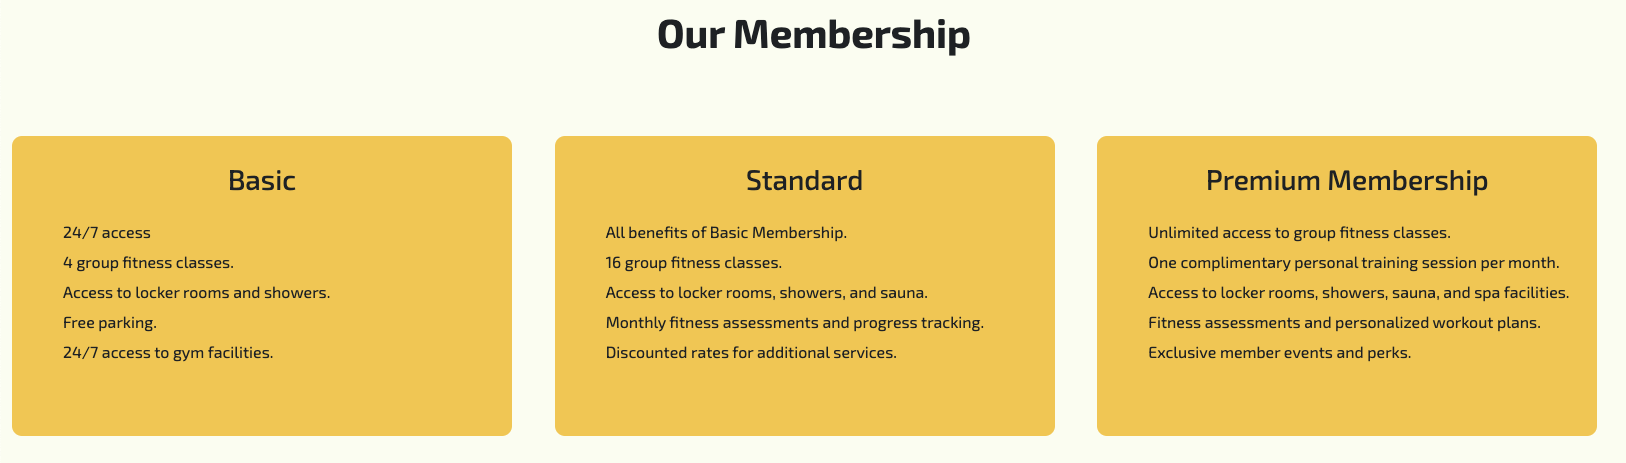 Our Membership
Basic
24/7 access
4 group fitness classes.
Access to locker rooms and showers.
Free parking.
24/7 access to gym facilities.
Standard
All benefits of Basic Membership.
16 group fitness classes.
Access to locker rooms, showers, and sauna.
Monthly fitness assessments and progress tracking.
Discounted rates for additional services.
Premium Membership
Unlimited access to group fitness classes.
One complimentary personal training session per month.
Access to locker rooms, showers, sauna, and spa facilities.
Fitness assessments and personalized workout plans.
Exclusive member events and perks.